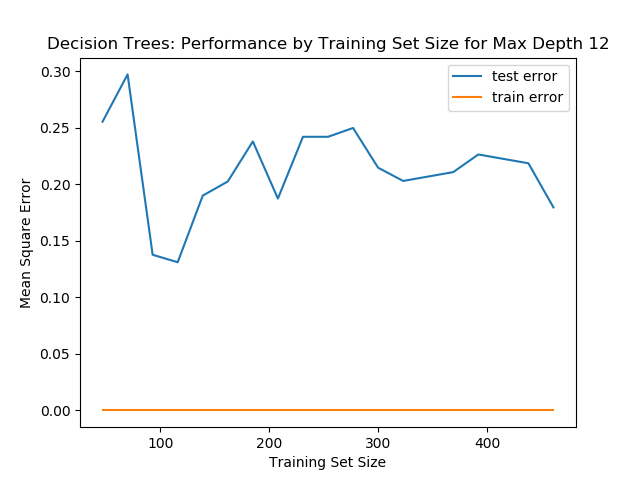 Decision Trees: Performance by Training Set Size for Max Depth 12
0.30
0.25
0.20
0.15
0.10
0.05
0.00
Mean Square Error
test error
train error
100
200
300
400
Training Set Size